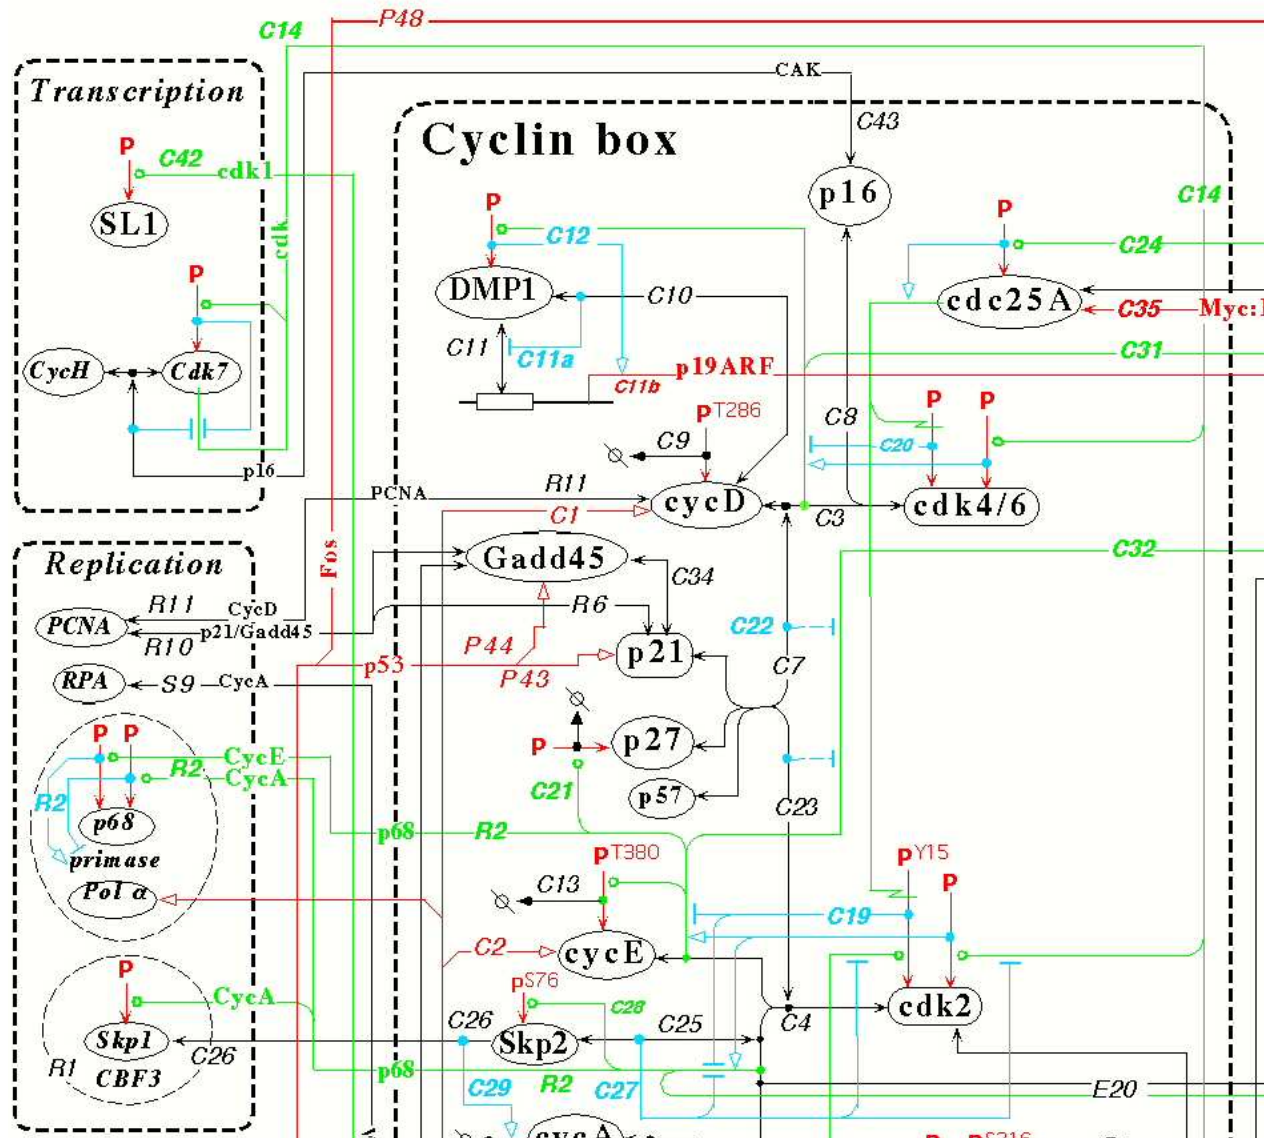 P48
C14
CAK
Transcription
Cyclin box
C43
P
C42
cdk1
SL1
p16
P
C12
C14
P
C24
cdk
P
DMP1
C10
cdc25A
C35
C11
C11a
C31
CycH
Cdk7
p19ARF
C11b
P T286
C8
P
P
C9
C20
p16
PCNA
R11
cycD
C3
cdk4/6
C1
Replication
Fos
Gadd45
C34
C32
R11
CycD
R6
PCNA
p21/Gadd45
R10
P44
C22
p53
p21
C7
RPA
S9
CycA
P43
P
P
P
p27
CycE
R2
CycA
R2
C21
p57
C23
p68
p68
R2
primase
P T380
P Y15
Pol α
C13
P
C19
C2
cycE
P
P S76
CycA
C28
cdk2
C26
C25
C4
Skp1
C26
Skp2
R1
CBF3
p68
R2
C29
C27
E20
cycA